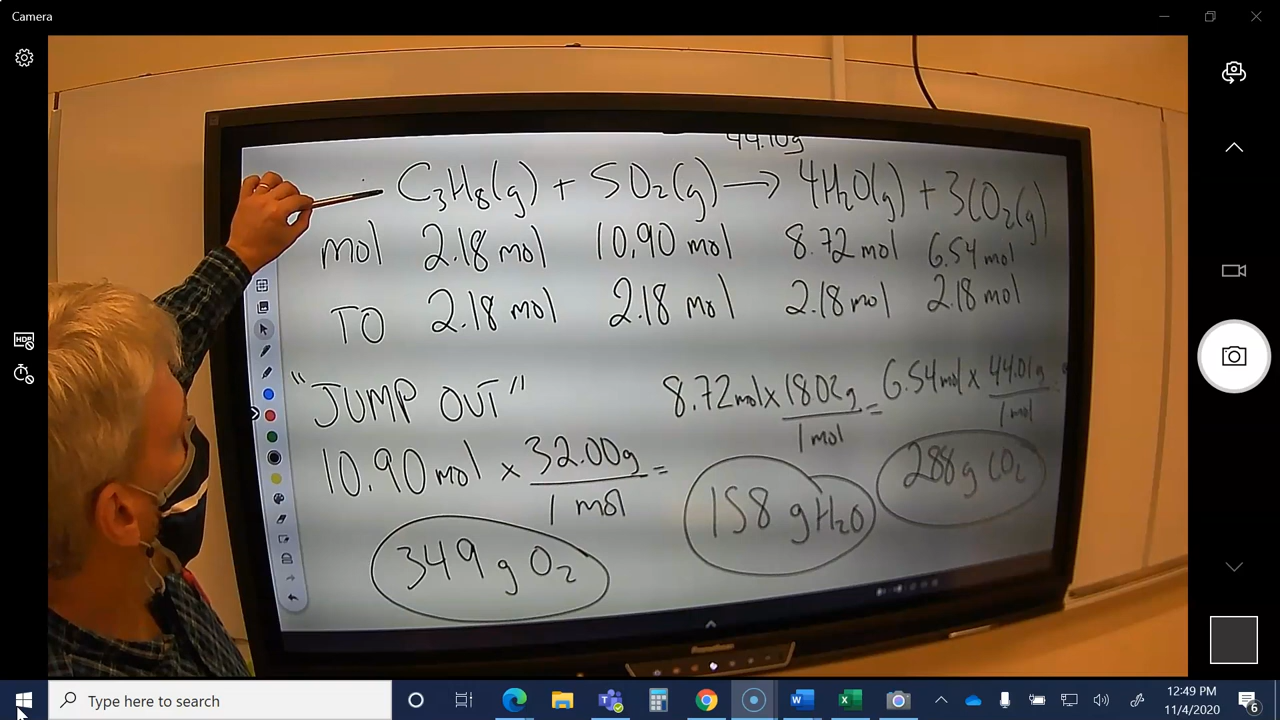 Camera
44.10g
C3H8(g) + 5O2(g) → 4H2O(g) + 3CO2(g)
mol 2.18 mol 10.90 mol 8.72 mol 6.54 mol
TO 2.18 mol 2.18 mol 2.18 mol 2.18 mol
"JUMP OUT"
8.72 mol x 18.02g / 1 mol =
6.54 mol x 44.01g / 1 mol =
10.90 mol x 32.00g / 1 mol =
158 g H2O
288 g CO2
349 g O2
HDR
Type here to search
12:49 PM
11/4/2020
6